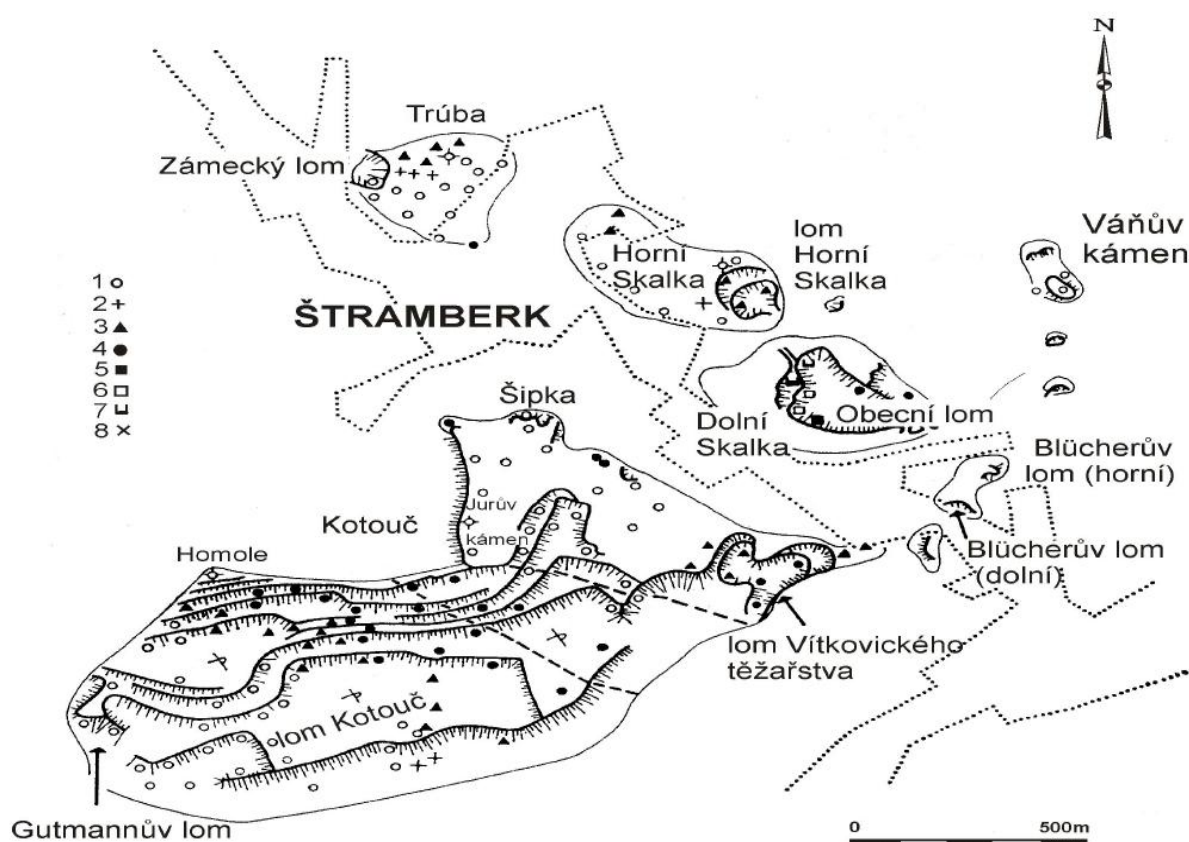 N
Trúba
Zámecký lom
lom
Horní
Skalka
Váňův
kámen
Horní
Skalka
1
2
3
4
5
6
7
8
ŠTRAMBERK
Šipka
Dolní
Skalka
Obecní lom
Blücherův
lom (horní)
Jurův
kámen
Kotouč
Homole
Blücherův lom
(dolní)
lom Vítkovického
těžařstva
lom Kotouč
Gutmannův lom
0 500m